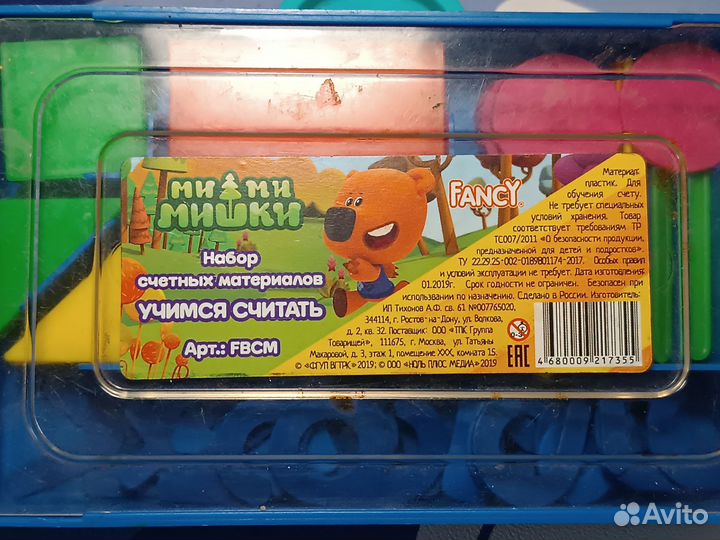 МИ МИ
МИШКИ
Набор
счетных материалов
УЧИМСЯ СЧИТАТЬ
Арт.: FBCM
FANCY
Материал:
пластик. Для
обучения счету.
Не требует специальных
условий хранения. Товар
соответствует требованиям ТР
ТС007/2011 «О безопасности продукции,
предназначенной для детей и подростков».
ТУ 22.29.25-002-0189801174-2017. Особых правил
и условий эксплуатации не требует. Дата изготовления
01.2019г. Срок годности не ограничен. Безопасен при
использовании по назначению. Сделано в России. Изготовитель:
ИП Тихонов А.Ф. св. 61 №007765020,
344114, г. Ростов-на-Дону, ул. Волкова,
д. 2, кв. 32. Поставщик: ООО «ТПК Группа
Товарищей», 111675, г. Москва, ул. Татьяны
Макаровой, д. 3, этаж 1, помещение XXX, комната 15.
© «ФГУП ВГТРК»2019; © ООО «НОЛЬ ПЛЮС МЕДИА»2019
0-3
EAC
4 680009 217355
Avito